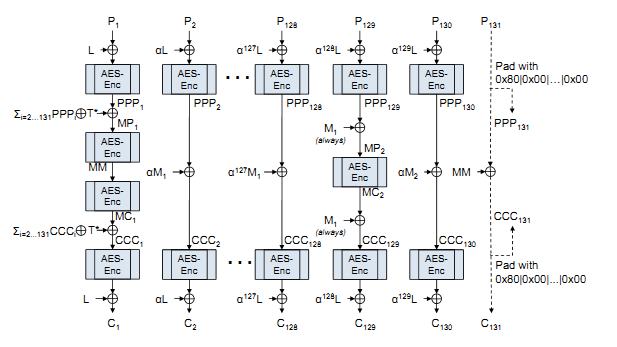 P1 P2 P128 P129 P130 P131
L αL α127L α128L α129L
Pad with
0x80|0x00|…|0x00
AES-Enc AES-Enc AES-Enc AES-Enc AES-Enc
...
PPP1 PPP2 PPP128 PPP129 PPP130
Σi=2...131PPPi⊕T*
PPP131
MP1
M1
(always)
AES-Enc
MP2
MM αM1 α127M1 AES-Enc αM2 MM
AES-Enc
MC2
MC1
M1
(always)
CCC131
Σi=2...131CCCi⊕T*
CCC1 CCC2 CCC128 CCC129 CCC130
AES-Enc AES-Enc AES-Enc AES-Enc AES-Enc
...
Pad with
0x80|0x00|...|0x00
L αL α127L α128L α129L
C1 C2 C128 C129 C130 C131